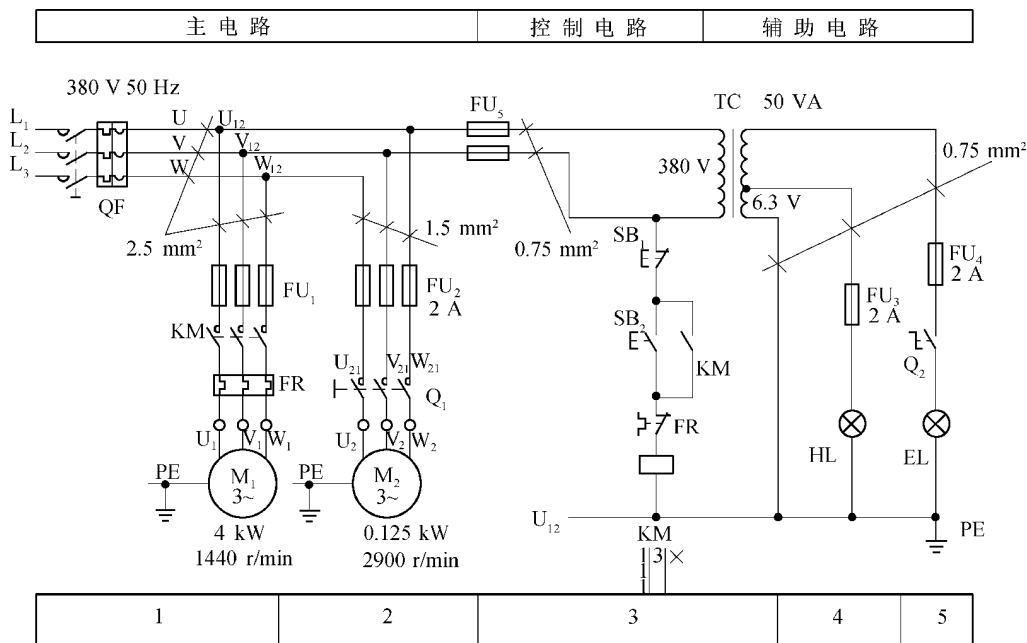 主电路 控制电路 辅助电路
380 V 50 Hz
TC 50 VA
L₁ U U₁₂ FU₅
L₂ V V₁₂
L₃ W W₁₂
380 V 6.3 V 0.75 mm²
QF
2.5 mm² 1.5 mm² 0.75 mm²
SB₁
FU₁ FU₂ 2 A FU₃ 2 A FU₄ 2 A
KM SB₂ KM Q₂
U₂₁ V₂₁ W₂₁
FR Q₁ FR
U₁ V₁ W₁ U₂ V₂ W₂ HL EL
PE M₁ 3~ PE M₂ 3~
U₁₂ PE
4 kW 0.125 kW KM
1440 r/min 2900 r/min
1 3 ×
1
1
1 2 3 4 5